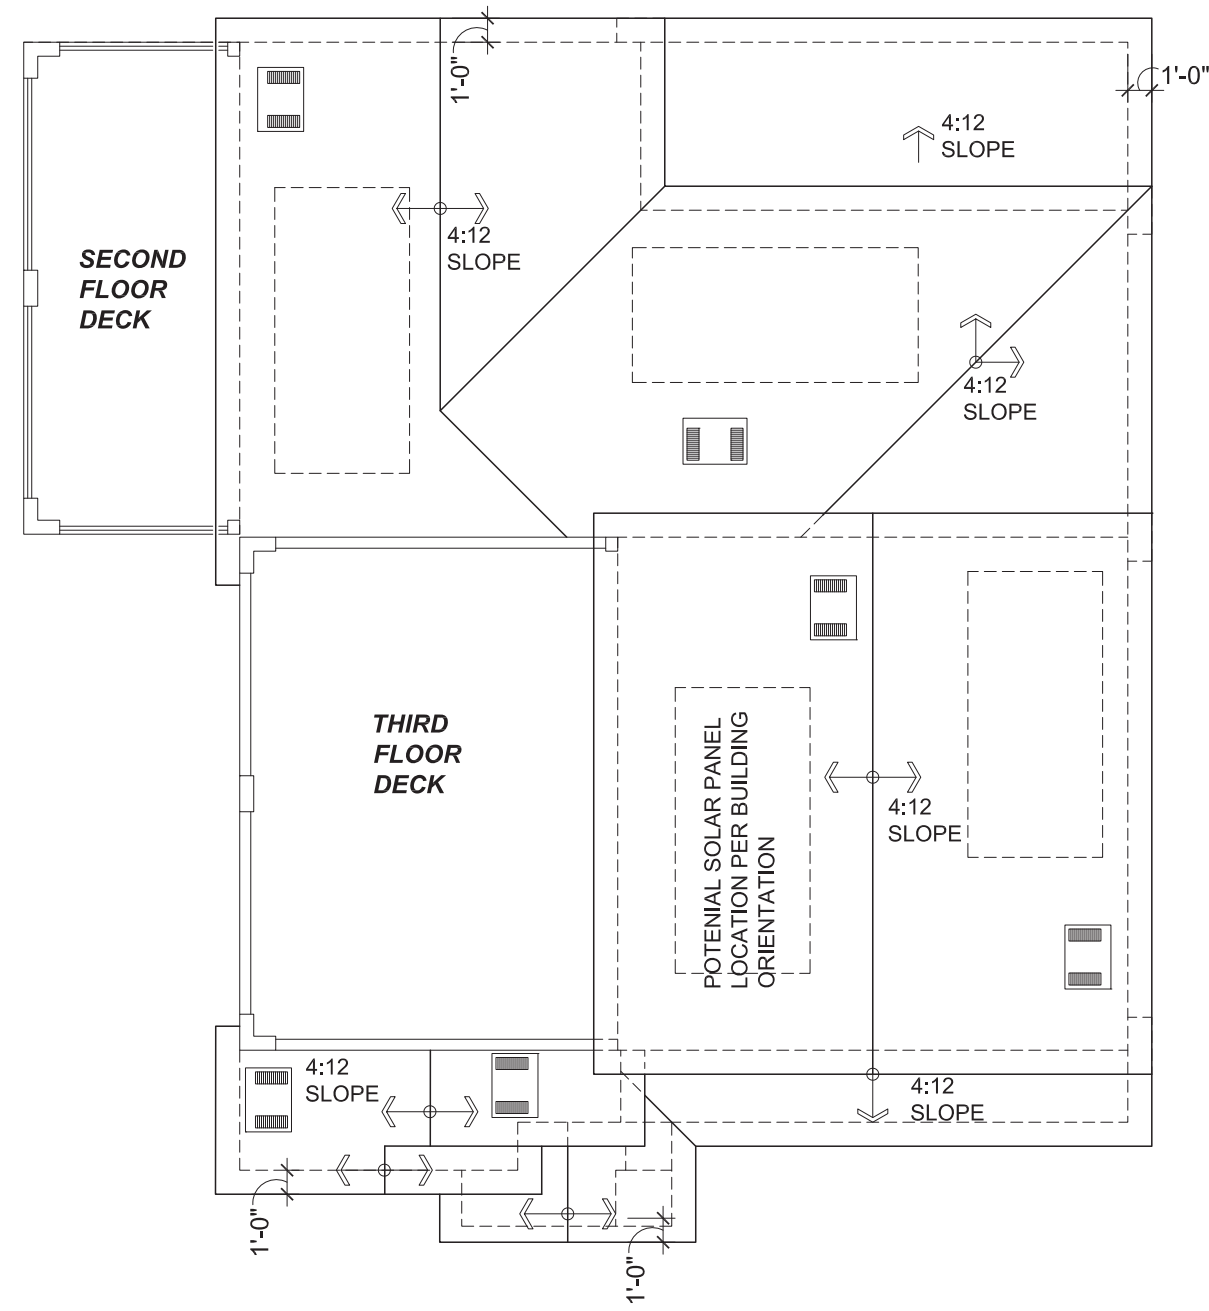 1'-0"
1'-0"
4:12
SLOPE
4:12
SLOPE
SECOND
FLOOR
DECK
4:12
SLOPE
THIRD
FLOOR
DECK
POTENIAL SOLAR PANEL
LOCATION PER BUILDING
ORIENTATION
4:12
SLOPE
4:12
SLOPE
4:12
SLOPE
1'-0"
1'-0"